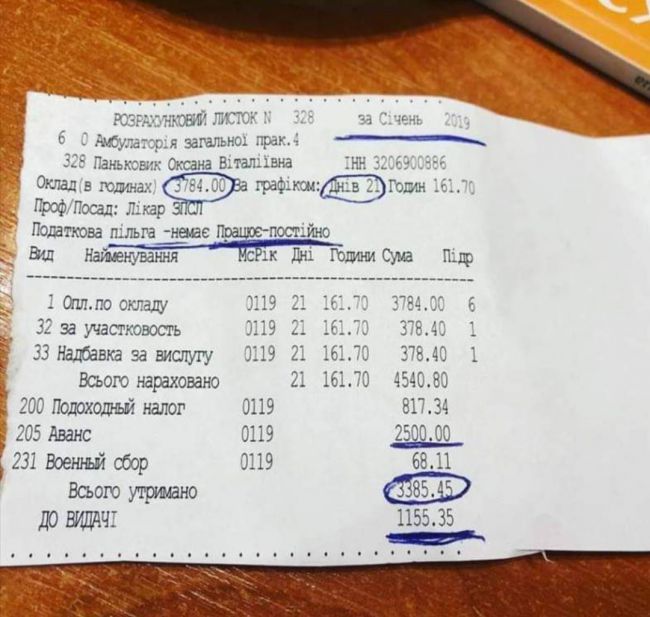 РОЗРАХУНКОВИЙ ЛИСТОК N 328 за Січень 2019
6 0 Амбулаторія загальної прак.4
328 Паньковик Оксана Віталіївна ІНН 3206900886
Оклад(в годинах) 3784.00 За графіком: Днів 21 Годин 161.70
Проф/Посад: Лікар ЗПСЛ
Податкова пільга -немає Працює-постійно
Вид Найменування МсРік Дні Години Сума Підр
1 Опл.по окладу 0119 21 161.70 3784.00 6
32 за участковость 0119 21 161.70 378.40 1
33 Надбавка за вислугу 0119 21 161.70 378.40 1
Всього нараховано 21 161.70 4540.80
200 Подоходный налог 0119 817.34
205 Аванс 0119 2500.00
231 Военный сбор 0119 68.11
Всього утримано 3385.45
ДО ВИДАЧІ 1155.35